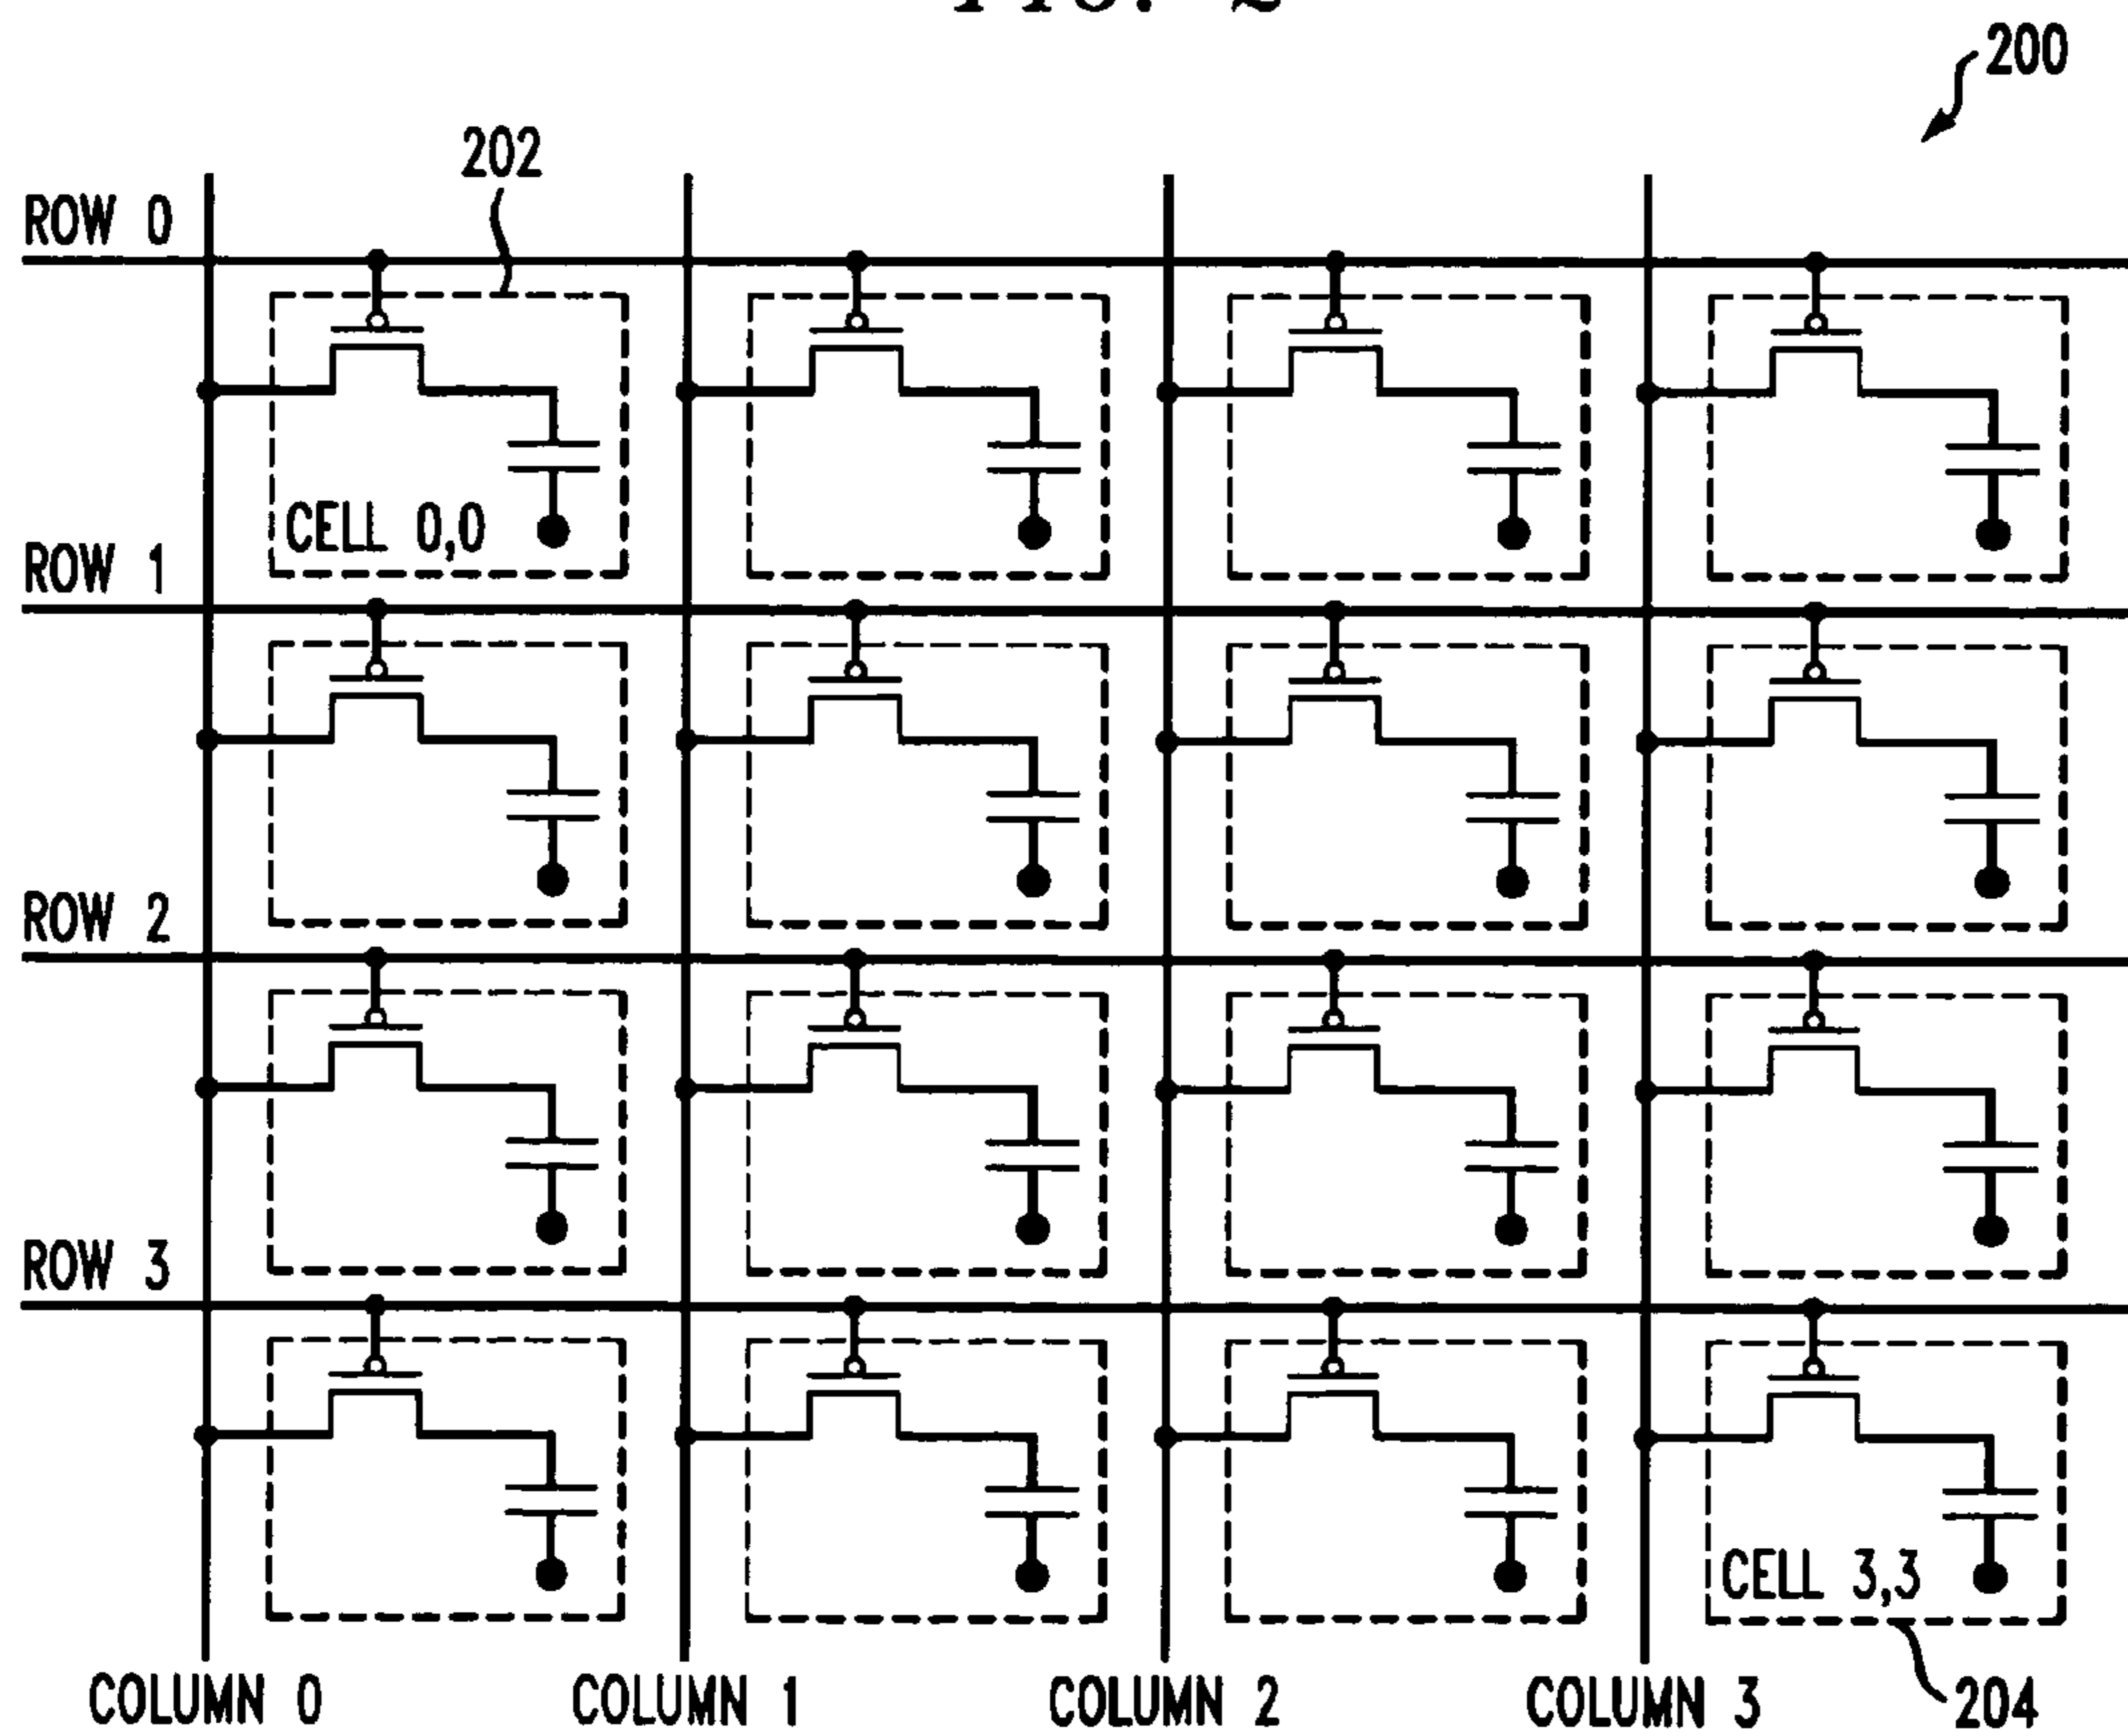 200
202
ROW 0
CELL 0,0
ROW 1
ROW 2
ROW 3
CELL 3,3
COLUMN 0 COLUMN 1 COLUMN 2 COLUMN 3 204